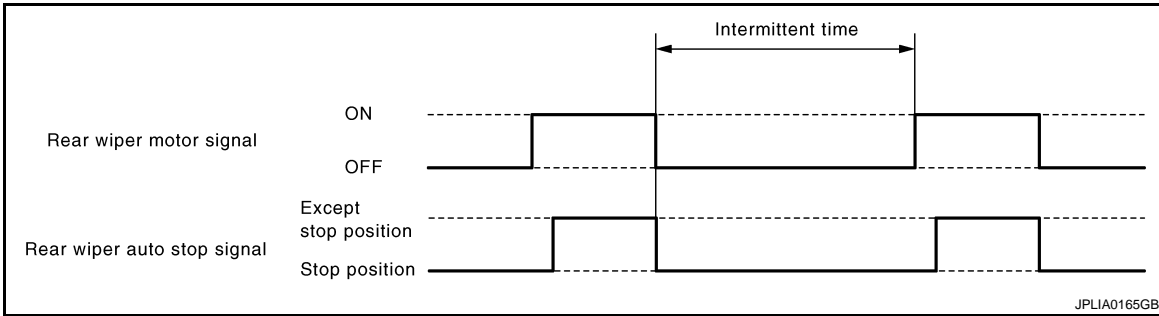 Intermittent time
ON
Rear wiper motor signal
OFF
Except
stop position
Rear wiper auto stop signal
Stop position
JPLIA0165GB